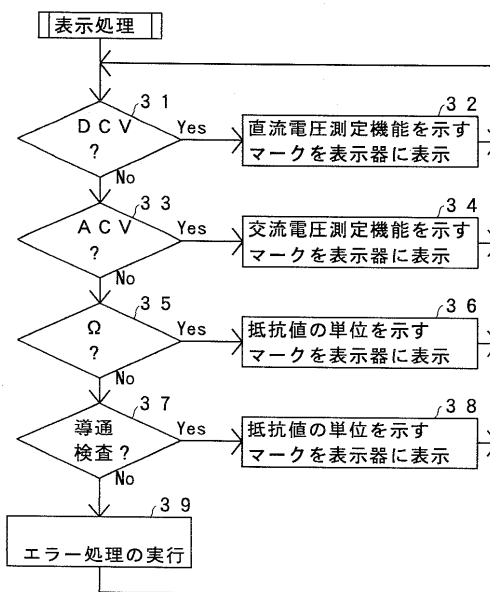 表示処理
31
DCV
?
Yes
No
32
直流電圧測定機能を示す
マークを表示器に表示
33
ACV
?
Yes
No
34
交流電圧測定機能を示す
マークを表示器に表示
35
Ω
?
Yes
No
36
抵抗値の単位を示す
マークを表示器に表示
37
導通
検査?
Yes
No
38
抵抗値の単位を示す
マークを表示器に表示
39
エラー処理の実行